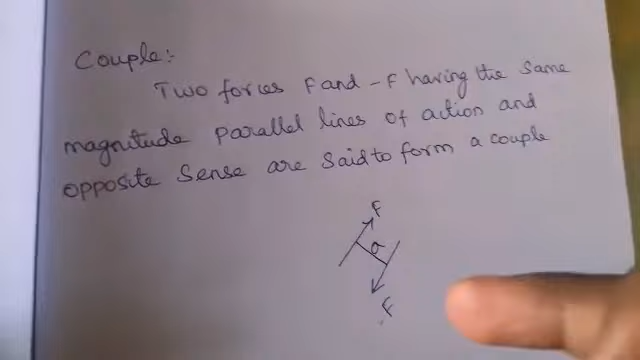 Couple:-
Two forces F and -F having the same
magnitude parallel lines of action and
opposite sense are said to form a couple
F
a
F